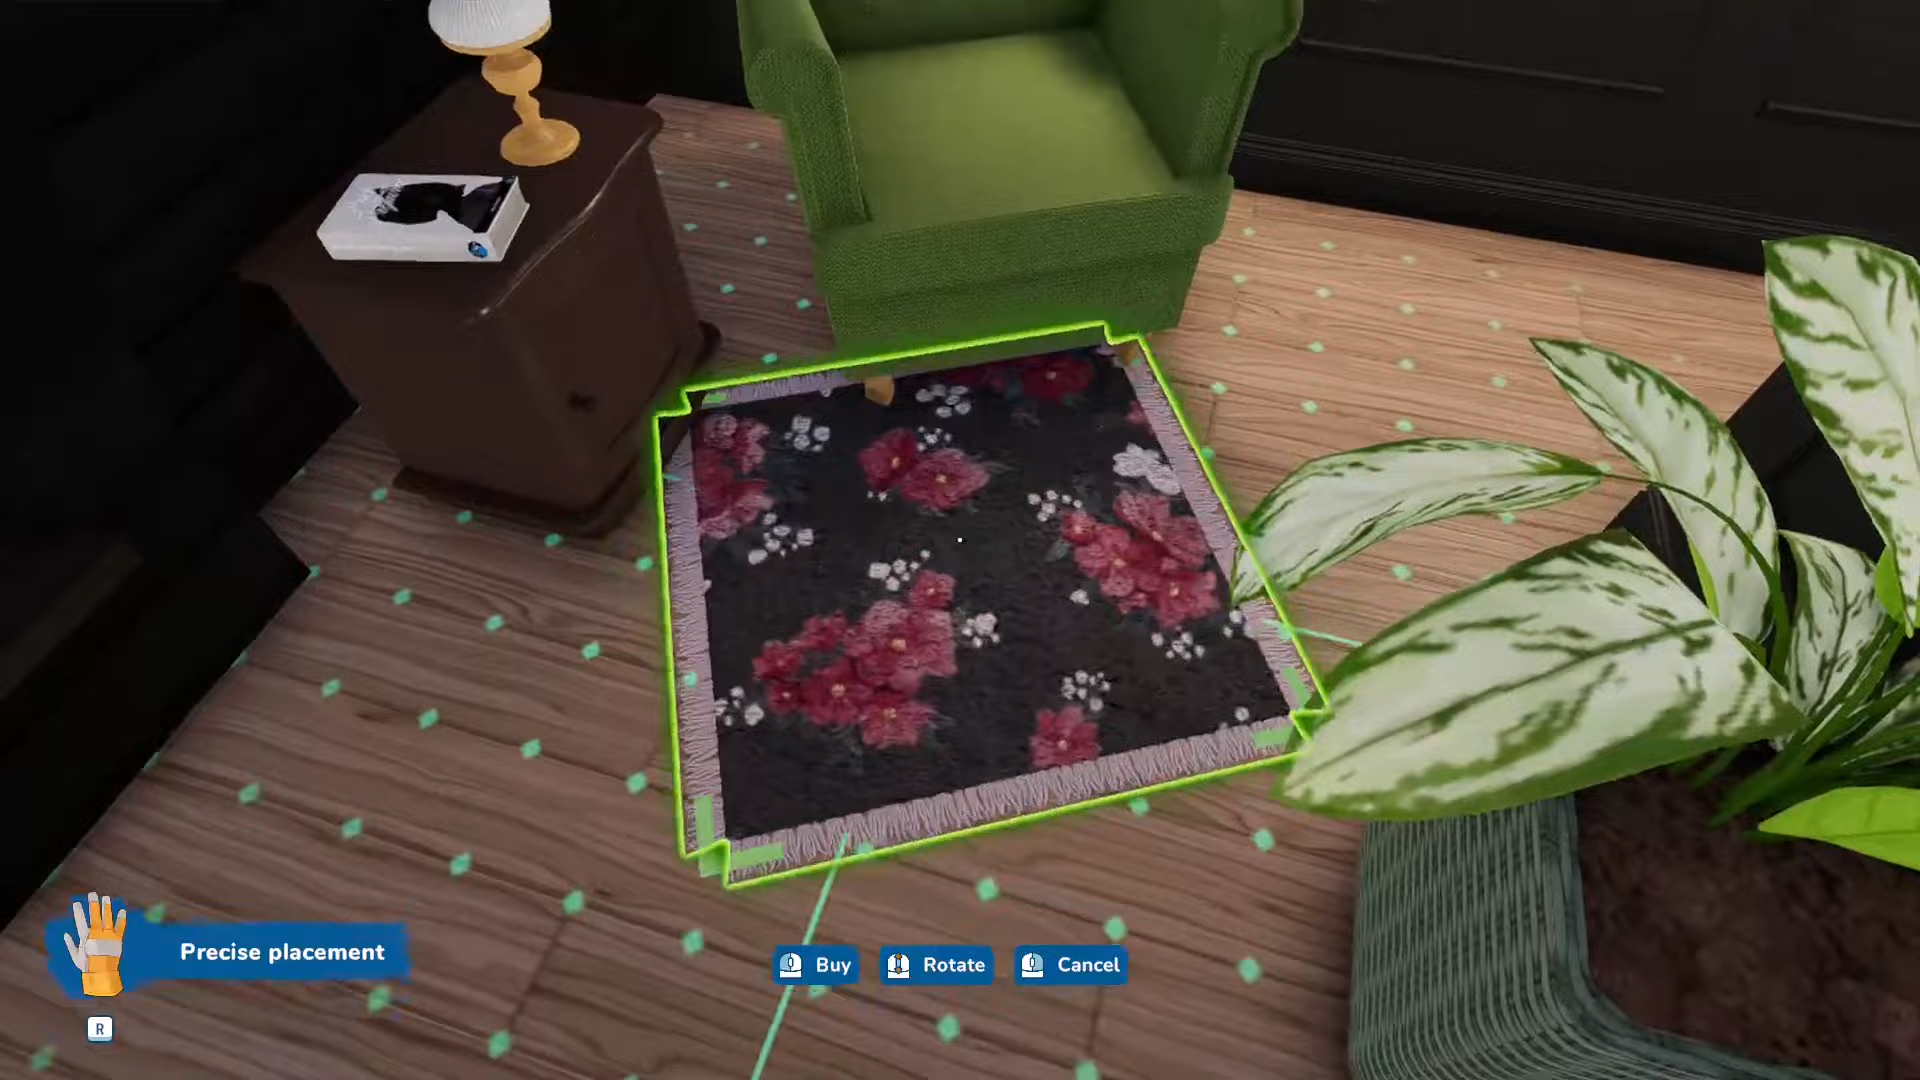 Precise placement
Buy
Rotate
Cancel
R